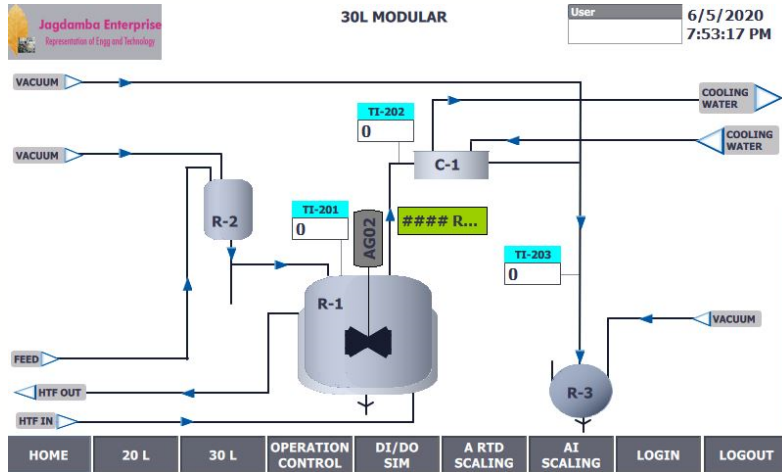 Jagdamba Enterprise
Representation of Engg and Technology
30L MODULAR
User
6/5/2020
7:53:17 PM
VACUUM
COOLING
WATER
TI-202
0
COOLING
WATER
VACUUM
C-1
R-2
TI-201
0
AG02
#### R...
TI-203
0
R-1
VACUUM
FEED
HTF OUT
R-3
HTF IN
HOME
20 L
30 L
OPERATION
CONTROL
DI/DO
SIM
A RTD
SCALING
AI
SCALING
LOGIN
LOGOUT